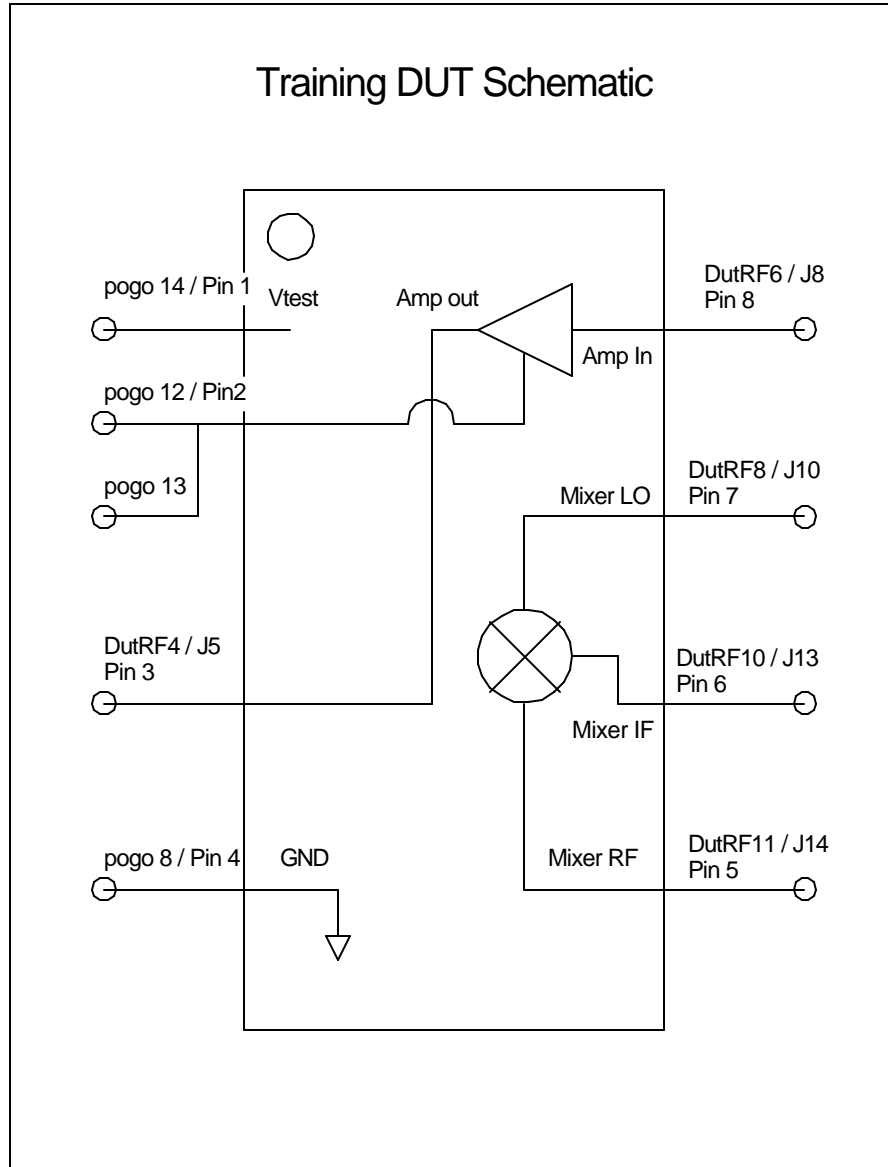 Training DUT Schematic
pogo 14 / Pin 1
Vtest
Amp out
DutRF6 / J8
Pin 8
Amp In
pogo 12 / Pin2
pogo 13
Mixer LO
DutRF8 / J10
Pin 7
DutRF4 / J5
Pin 3
DutRF10 / J13
Pin 6
Mixer IF
pogo 8 / Pin 4
GND
Mixer RF
DutRF11 / J14
Pin 5